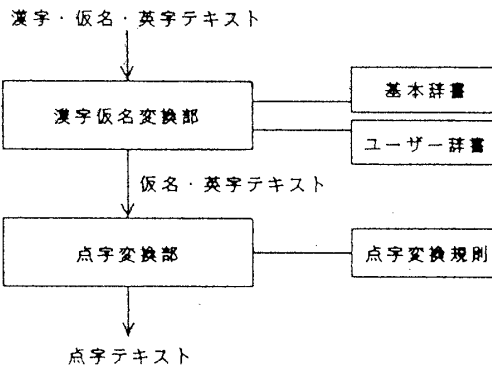 漢字・仮名・英字テキスト
基本辞書
漢字仮名変換部
ユーザー辞書
仮名・英字テキスト
点字変換部
点字変換規則
点字テキスト